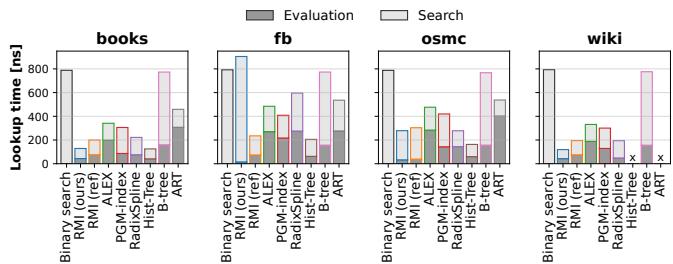 Evaluation Search
books fb osmc wiki
Lookup time [ns]
800
600
400
200
0
x x
Binary search RMI (ours) RMI (ref) ALEX PGM-index RadixSpline Hist-Tree B-tree ART
Binary search RMI (ours) RMI (ref) ALEX PGM-index RadixSpline Hist-Tree B-tree ART
Binary search RMI (ours) RMI (ref) ALEX PGM-index RadixSpline Hist-Tree B-tree ART
Binary search RMI (ours) RMI (ref) ALEX PGM-index RadixSpline Hist-Tree B-tree ART